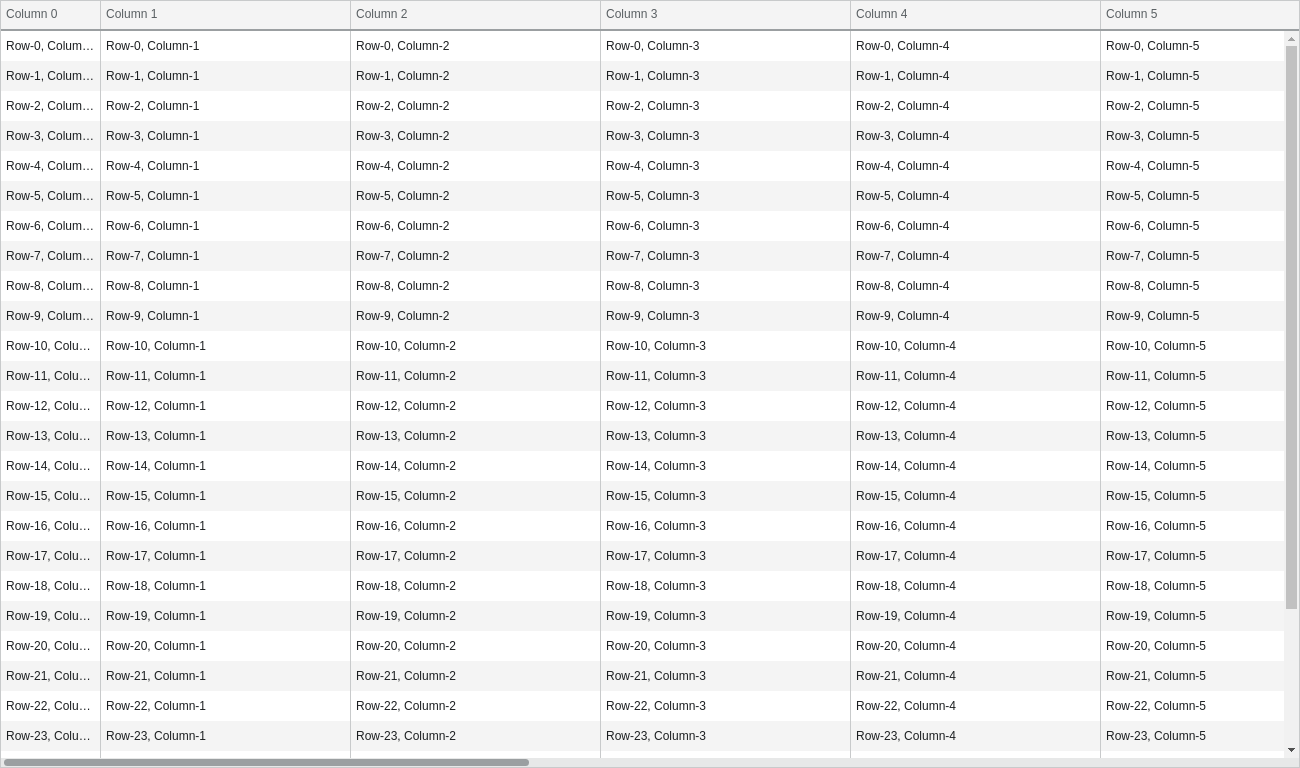 Column 0 Column 1 Column 2 Column 3 Column 4 Column 5
Row-0, Colum… Row-0, Column-1 Row-0, Column-2 Row-0, Column-3 Row-0, Column-4 Row-0, Column-5
Row-1, Colum… Row-1, Column-1 Row-1, Column-2 Row-1, Column-3 Row-1, Column-4 Row-1, Column-5
Row-2, Colum… Row-2, Column-1 Row-2, Column-2 Row-2, Column-3 Row-2, Column-4 Row-2, Column-5
Row-3, Colum… Row-3, Column-1 Row-3, Column-2 Row-3, Column-3 Row-3, Column-4 Row-3, Column-5
Row-4, Colum… Row-4, Column-1 Row-4, Column-2 Row-4, Column-3 Row-4, Column-4 Row-4, Column-5
Row-5, Colum… Row-5, Column-1 Row-5, Column-2 Row-5, Column-3 Row-5, Column-4 Row-5, Column-5
Row-6, Colum… Row-6, Column-1 Row-6, Column-2 Row-6, Column-3 Row-6, Column-4 Row-6, Column-5
Row-7, Colum… Row-7, Column-1 Row-7, Column-2 Row-7, Column-3 Row-7, Column-4 Row-7, Column-5
Row-8, Colum… Row-8, Column-1 Row-8, Column-2 Row-8, Column-3 Row-8, Column-4 Row-8, Column-5
Row-9, Colum… Row-9, Column-1 Row-9, Column-2 Row-9, Column-3 Row-9, Column-4 Row-9, Column-5
Row-10, Colu… Row-10, Column-1 Row-10, Column-2 Row-10, Column-3 Row-10, Column-4 Row-10, Column-5
Row-11, Colu… Row-11, Column-1 Row-11, Column-2 Row-11, Column-3 Row-11, Column-4 Row-11, Column-5
Row-12, Colu… Row-12, Column-1 Row-12, Column-2 Row-12, Column-3 Row-12, Column-4 Row-12, Column-5
Row-13, Colu… Row-13, Column-1 Row-13, Column-2 Row-13, Column-3 Row-13, Column-4 Row-13, Column-5
Row-14, Colu… Row-14, Column-1 Row-14, Column-2 Row-14, Column-3 Row-14, Column-4 Row-14, Column-5
Row-15, Colu… Row-15, Column-1 Row-15, Column-2 Row-15, Column-3 Row-15, Column-4 Row-15, Column-5
Row-16, Colu… Row-16, Column-1 Row-16, Column-2 Row-16, Column-3 Row-16, Column-4 Row-16, Column-5
Row-17, Colu… Row-17, Column-1 Row-17, Column-2 Row-17, Column-3 Row-17, Column-4 Row-17, Column-5
Row-18, Colu… Row-18, Column-1 Row-18, Column-2 Row-18, Column-3 Row-18, Column-4 Row-18, Column-5
Row-19, Colu… Row-19, Column-1 Row-19, Column-2 Row-19, Column-3 Row-19, Column-4 Row-19, Column-5
Row-20, Colu… Row-20, Column-1 Row-20, Column-2 Row-20, Column-3 Row-20, Column-4 Row-20, Column-5
Row-21, Colu… Row-21, Column-1 Row-21, Column-2 Row-21, Column-3 Row-21, Column-4 Row-21, Column-5
Row-22, Colu… Row-22, Column-1 Row-22, Column-2 Row-22, Column-3 Row-22, Column-4 Row-22, Column-5
Row-23, Colu… Row-23, Column-1 Row-23, Column-2 Row-23, Column-3 Row-23, Column-4 Row-23, Column-5